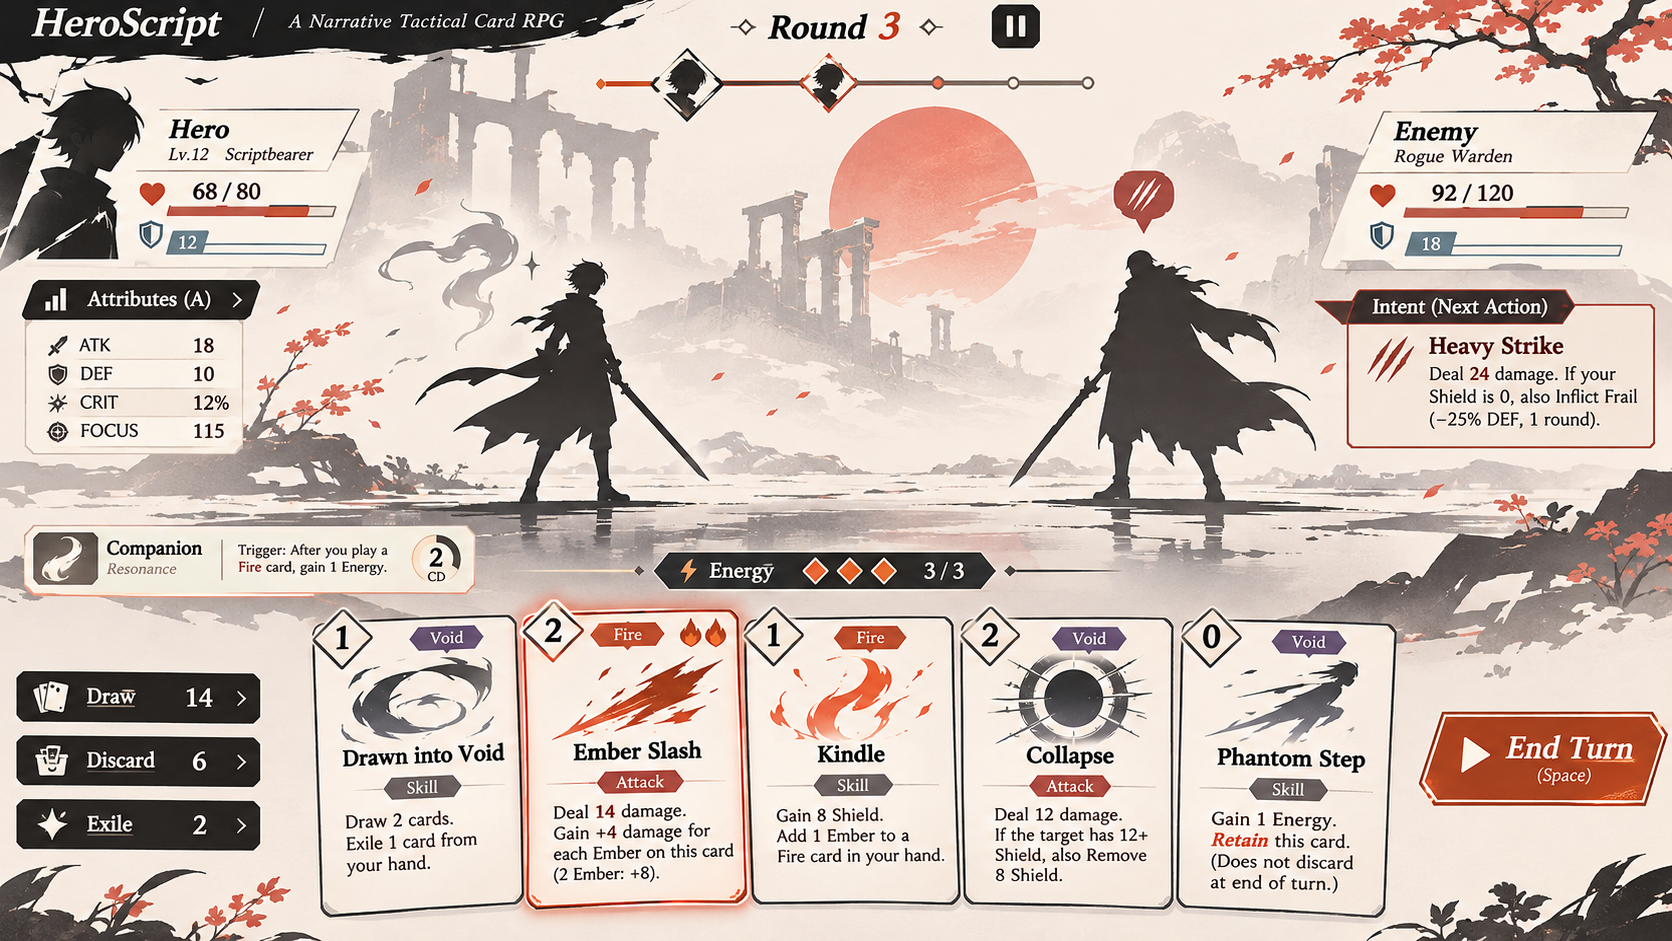 HeroScript / A Narrative Tactical Card RPG
Round 3
Hero
Lv.12 Scriptbearer
68 / 80
12
Attributes (A)
ATK 18
DEF 10
CRIT 12%
FOCUS 115
Enemy
Rogue Warden
92 / 120
18
Intent (Next Action)
Heavy Strike
Deal 24 damage. If your
Shield is 0, also Inflict Frail
(−25% DEF, 1 round).
Companion
Resonance
Trigger: After you play a
Fire card, gain 1 Energy.
2
CD
Energy 3 / 3
Draw 14
Discard 6
Exile 2
1
Void
Drawn into Void
Skill
Draw 2 cards.
Exile 1 card from
your hand.
2
Fire
Ember Slash
Attack
Deal 14 damage.
Gain +4 damage for
each Ember on this card
(2 Ember: +8).
1
Fire
Kindle
Skill
Gain 8 Shield.
Add 1 Ember to a
Fire card in your hand.
2
Void
Collapse
Attack
Deal 12 damage.
If the target has 12+
Shield, also Remove
8 Shield.
0
Void
Phantom Step
Skill
Gain 1 Energy.
Retain this card.
(Does not discard
at end of turn.)
End Turn
(Space)